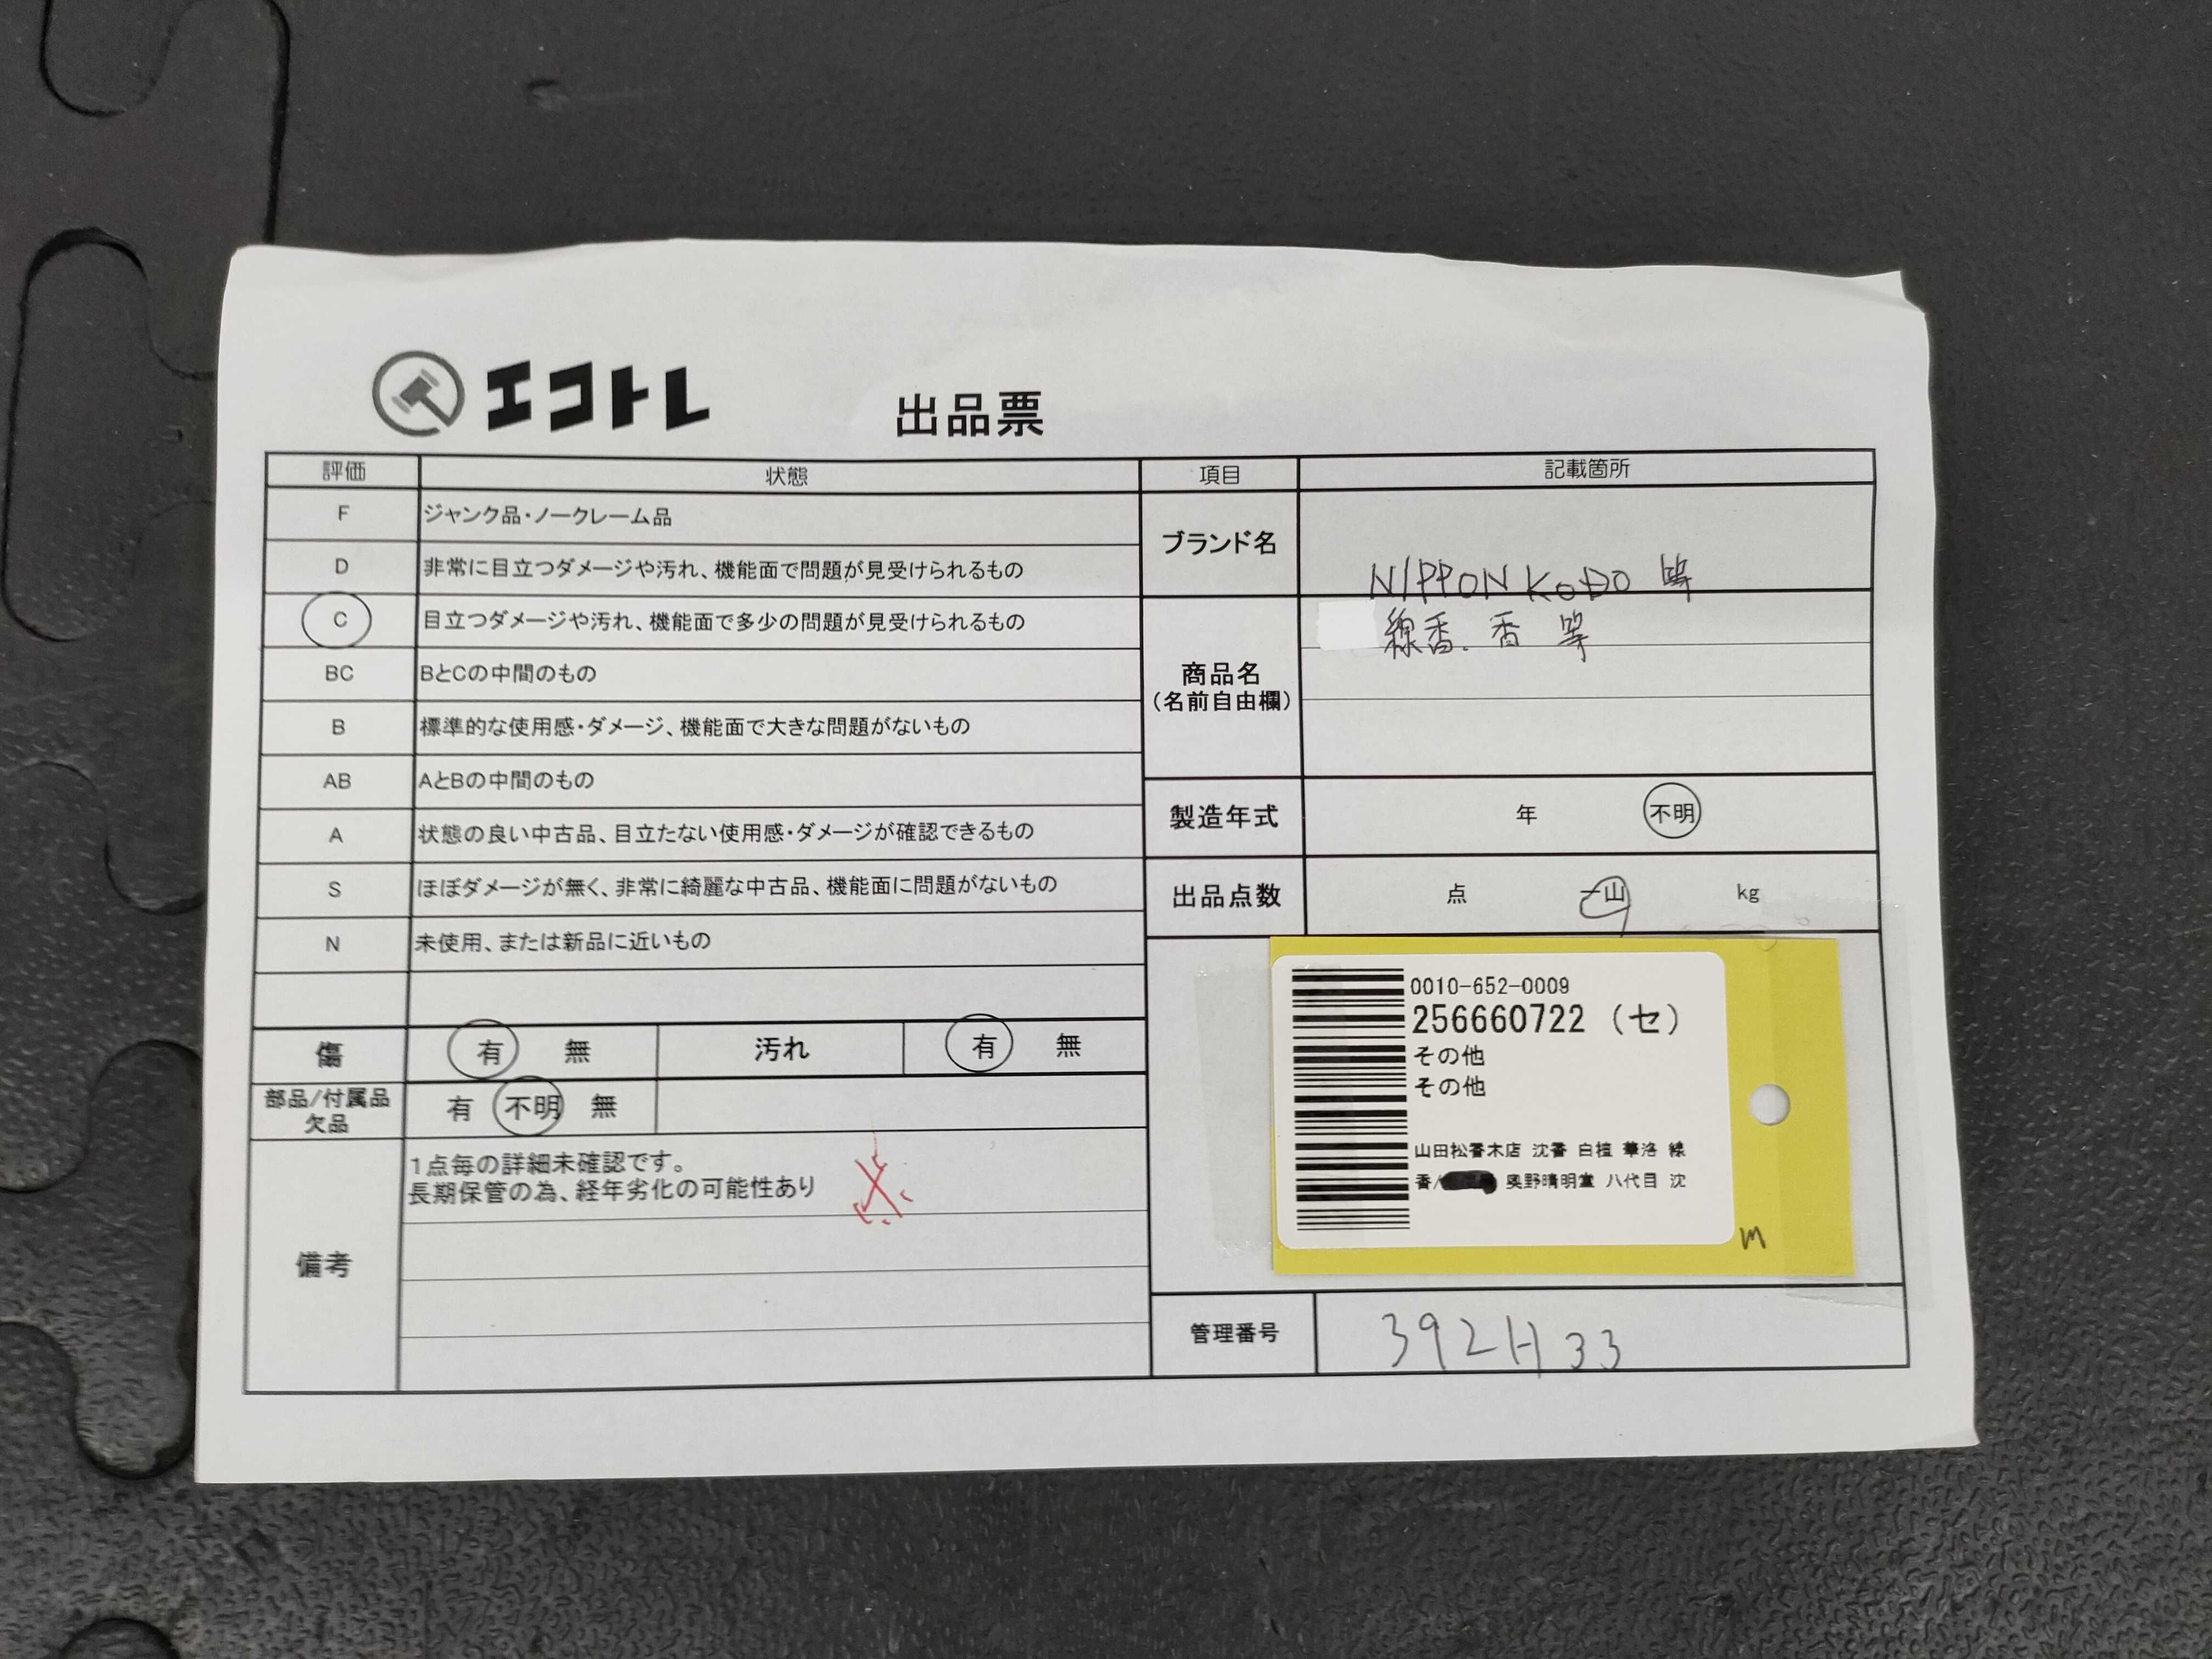 エコトレ
出品票
評価 状態
F ジャンク品・ノークレーム品
D 非常に目立つダメージや汚れ、機能面で問題が見受けられるもの
C 目立つダメージや汚れ、機能面で多少の問題が見受けられるもの
BC BとCの中間のもの
B 標準的な使用感・ダメージ、機能面で大きな問題がないもの
AB AとBの中間のもの
A 状態の良い中古品、目立たない使用感・ダメージが確認できるもの
S ほぼダメージが無く、非常に綺麗な中古品、機能面に問題がないもの
N 未使用、または新品に近いもの
傷 有 無 汚れ 有 無
部品/付属品
欠品
有 不明 無
備考
1点毎の詳細未確認です。
長期保管の為、経年劣化の可能性あり
項目 記載箇所
ブランド名
NIPPON KODO 等
商品名
(名前自由欄)
線香.香 等
製造年式 年 不明
出品点数 点 一山 kg
0010-652-0009
256660722 (セ)
その他
その他
山田松香木店 沈香 白檀 華洛 線
香/ 奥野晴明堂 八代目 沈
m
管理番号 392H33